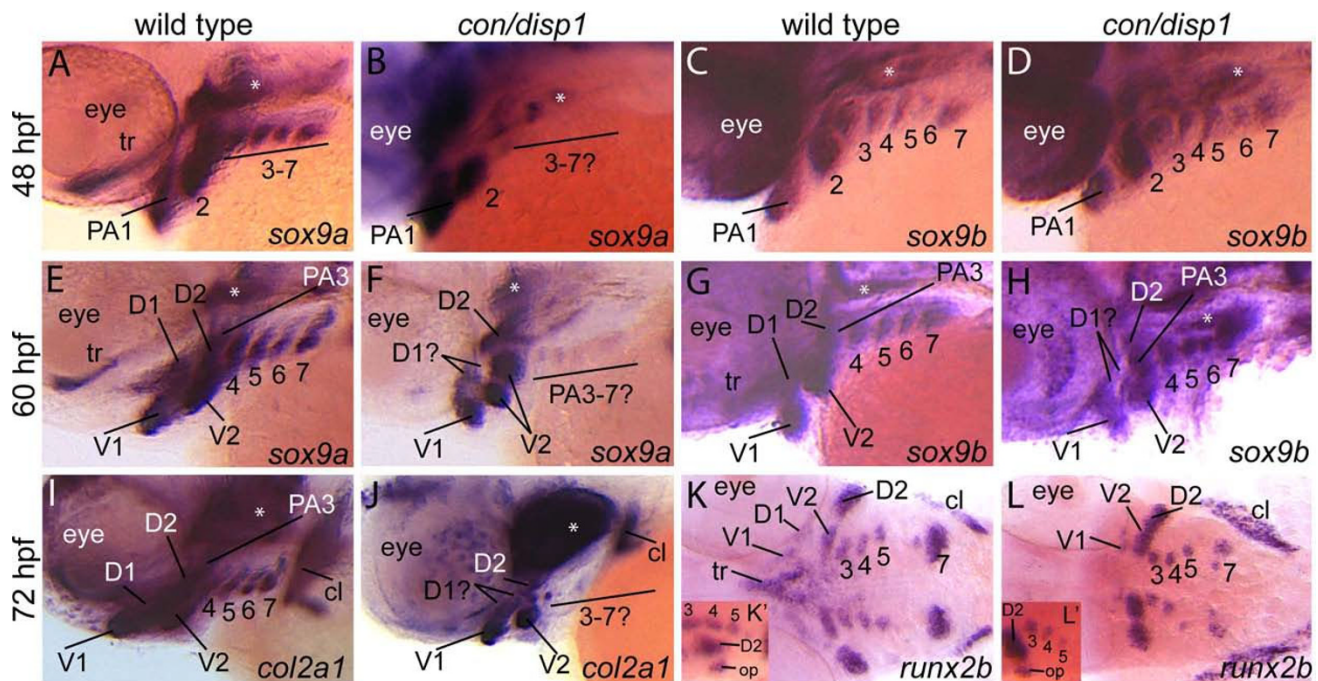 wild type con/disp1 wild type con/disp1
48 hpf
A * eye tr 3-7 2 PA1 sox9a
B * eye 3-7? 2 PA1 sox9a
C * eye 3 4 5 6 7 2 PA1 sox9b
D * eye 3 4 5 6 7 2 PA1 sox9b
60 hpf
E PA3 D2 * D1 eye tr 4 5 6 7 V1 V2 sox9a
F D2 * eye D1? PA3-7? V1 V2 sox9a
G PA3 * D2 eye D1 tr 4 5 6 7 V1 V2 sox9b
H PA3 D2 D1? * eye 4 5 6 7 V1 V2 sox9b
72 hpf
I PA3 D2 * eye D1 cl 4 5 6 7 V1 V2 col2a1
J * eye cl D2 D1? 3-7? V1 V2 col2a1
K eye V2 D2 cl D1 V1 3 4 5 7 tr runx2b
3 4 5 K' D2 op
L eye V2 D2 cl V1 3 4 5 7 runx2b
D2 L' 3 4 5 op